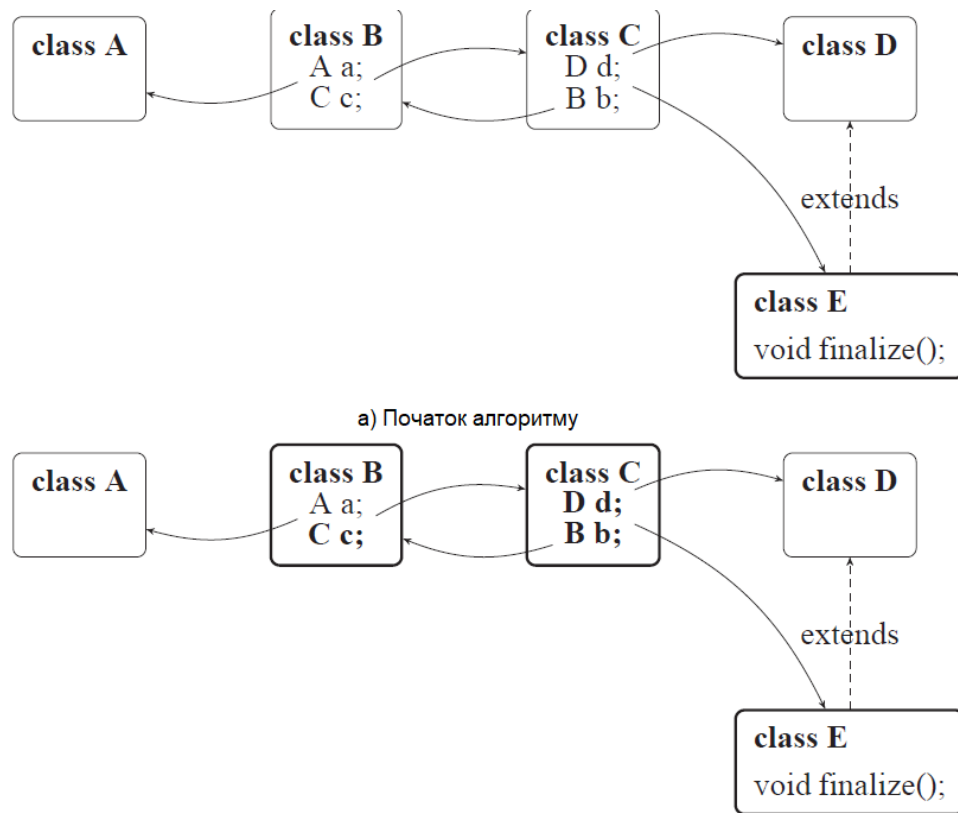 class A
class B
A a;
C c;
class C
D d;
B b;
class D
extends
class E
void finalize();
а) Початок алгоритму
class A
class B
A a;
C c;
class C
D d;
B b;
class D
extends
class E
void finalize();